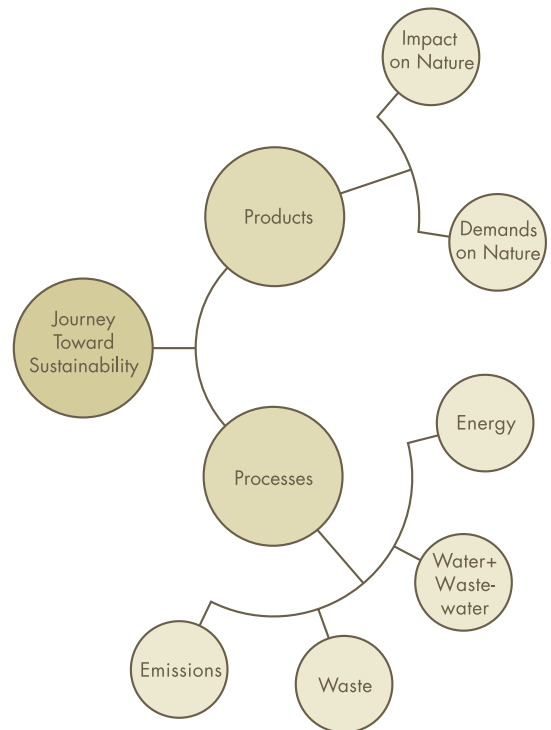 Impact
on Nature
Products
Demands
on Nature
Journey
Toward
Sustainability
Energy
Processes
Water+
Waste-
water
Emissions
Waste